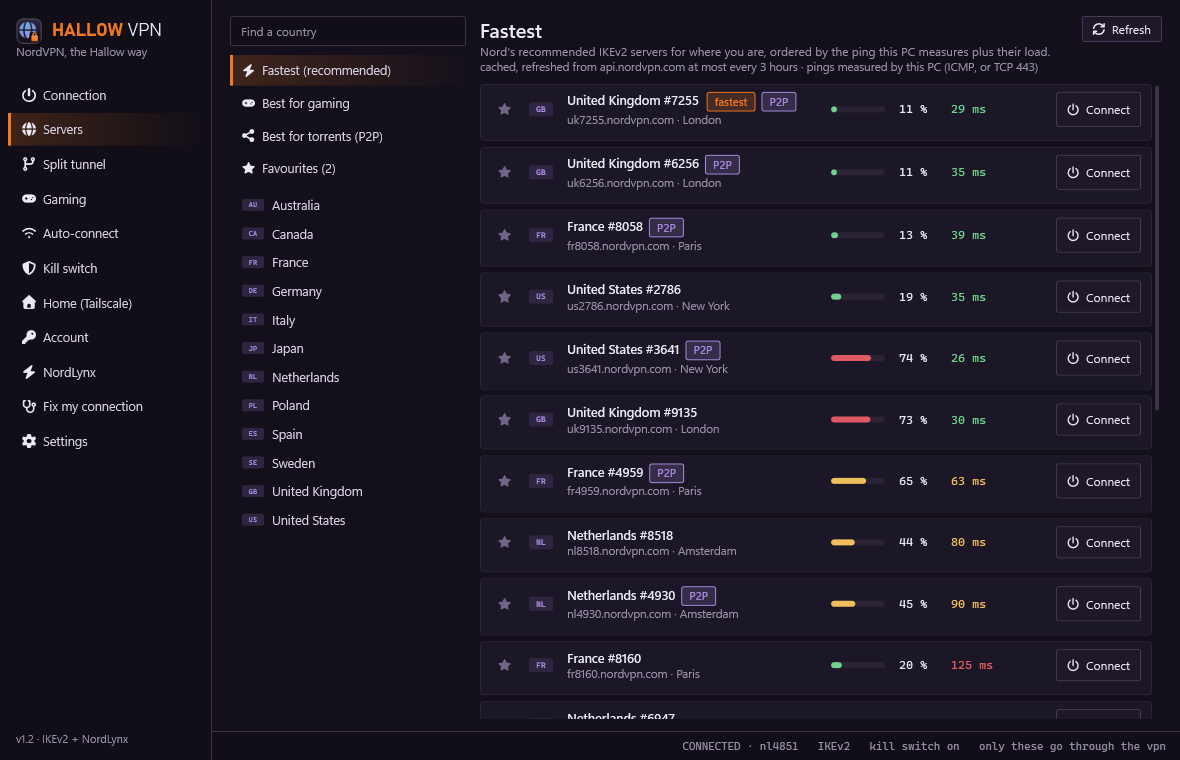 HALLOW VPN
NordVPN, the Hallow way
Connection
Servers
Split tunnel
Gaming
Auto-connect
Kill switch
Home (Tailscale)
Account
NordLynx
Fix my connection
Settings
v1.2 · IKEv2 + NordLynx
Find a country
Fastest (recommended)
Best for gaming
Best for torrents (P2P)
Favourites (2)
AU Australia
CA Canada
FR France
DE Germany
IT Italy
JP Japan
NL Netherlands
PL Poland
ES Spain
SE Sweden
GB United Kingdom
US United States
Fastest
Refresh
Nord's recommended IKEv2 servers for where you are, ordered by the ping this PC measures plus their load.
cached, refreshed from api.nordvpn.com at most every 3 hours · pings measured by this PC (ICMP, or TCP 443)
GB United Kingdom #7255 fastest P2P 11 % 29 ms Connect
uk7255.nordvpn.com · London
GB United Kingdom #6256 P2P 11 % 35 ms Connect
uk6256.nordvpn.com · London
FR France #8058 P2P 13 % 39 ms Connect
fr8058.nordvpn.com · Paris
US United States #2786 19 % 35 ms Connect
us2786.nordvpn.com · New York
US United States #3641 P2P 74 % 26 ms Connect
us3641.nordvpn.com · New York
GB United Kingdom #9135 73 % 30 ms Connect
uk9135.nordvpn.com · London
FR France #4959 P2P 65 % 63 ms Connect
fr4959.nordvpn.com · Paris
NL Netherlands #8518 44 % 80 ms Connect
nl8518.nordvpn.com · Amsterdam
NL Netherlands #4930 P2P 45 % 90 ms Connect
nl4930.nordvpn.com · Amsterdam
FR France #8160 20 % 125 ms Connect
fr8160.nordvpn.com · Paris
Netherlands #6947
CONNECTED · nl4851 IKEv2 kill switch on only these go through the vpn